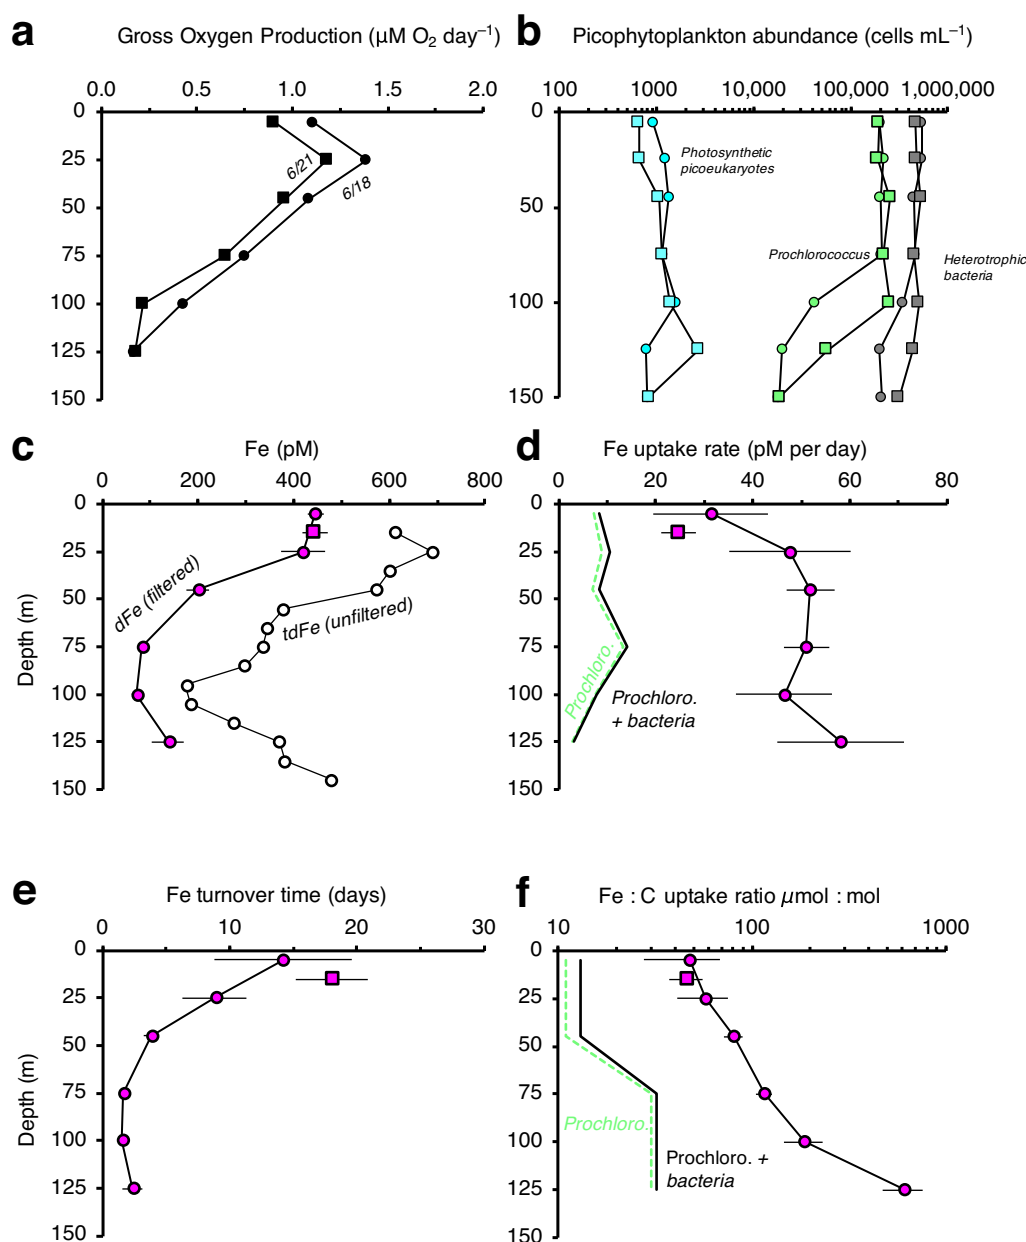 a
Gross Oxygen Production (μM O2 day−1)
0.0 0.5 1.0 1.5 2.0
0
25
50
75
100
125
150
6/21
6/18
b
Picophytoplankton abundance (cells mL−1)
100 1000 10,000 100,000 1,000,000
0
50
100
150
Photosynthetic
picoeukaryotes
Prochlorococcus
Heterotrophic
bacteria
c
Fe (pM)
0 200 400 600 800
0
25
50
75
100
125
150
Depth (m)
dFe (filtered)
tdFe (unfiltered)
d
Fe uptake rate (pM per day)
0 20 40 60 80
0
25
50
75
100
125
150
Prochloro.
Prochloro.
+ bacteria
e
Fe turnover time (days)
0 10 20 30
0
25
50
75
100
125
150
Depth (m)
f
Fe : C uptake ratio μmol : mol
10 100 1000
0
25
50
75
100
125
150
Prochloro.
Prochloro. +
bacteria